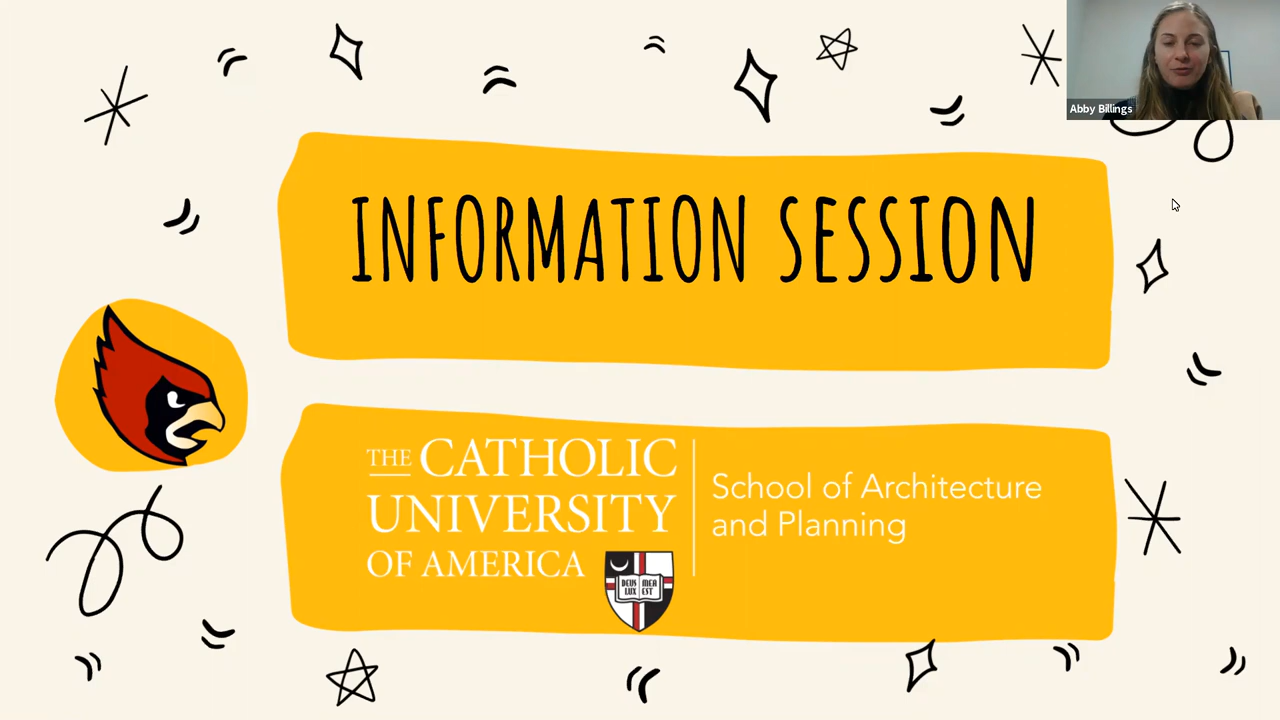 Abby Billings
INFORMATION SESSION
THE CATHOLIC
UNIVERSITY
OF AMERICA
School of Architecture
and Planning
DEUS MEA
LUX EST